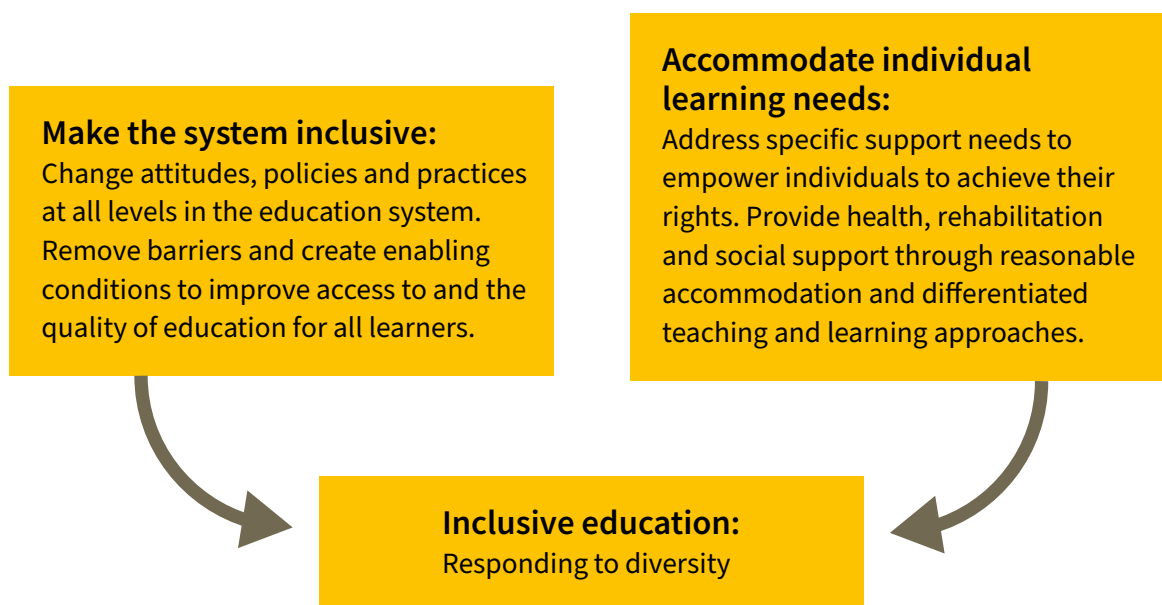 Make the system inclusive:
Change attitudes, policies and practices
at all levels in the education system.
Remove barriers and create enabling
conditions to improve access to and the
quality of education for all learners.
Accommodate individual
learning needs:
Address specific support needs to
empower individuals to achieve their
rights. Provide health, rehabilitation
and social support through reasonable
accommodation and differentiated
teaching and learning approaches.
Inclusive education:
Responding to diversity